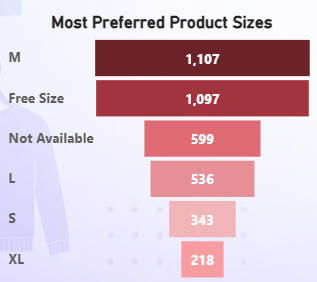 Most Preferred Product Sizes
M 1,107
Free Size 1,097
Not Available 599
L 536
S 343
XL 218